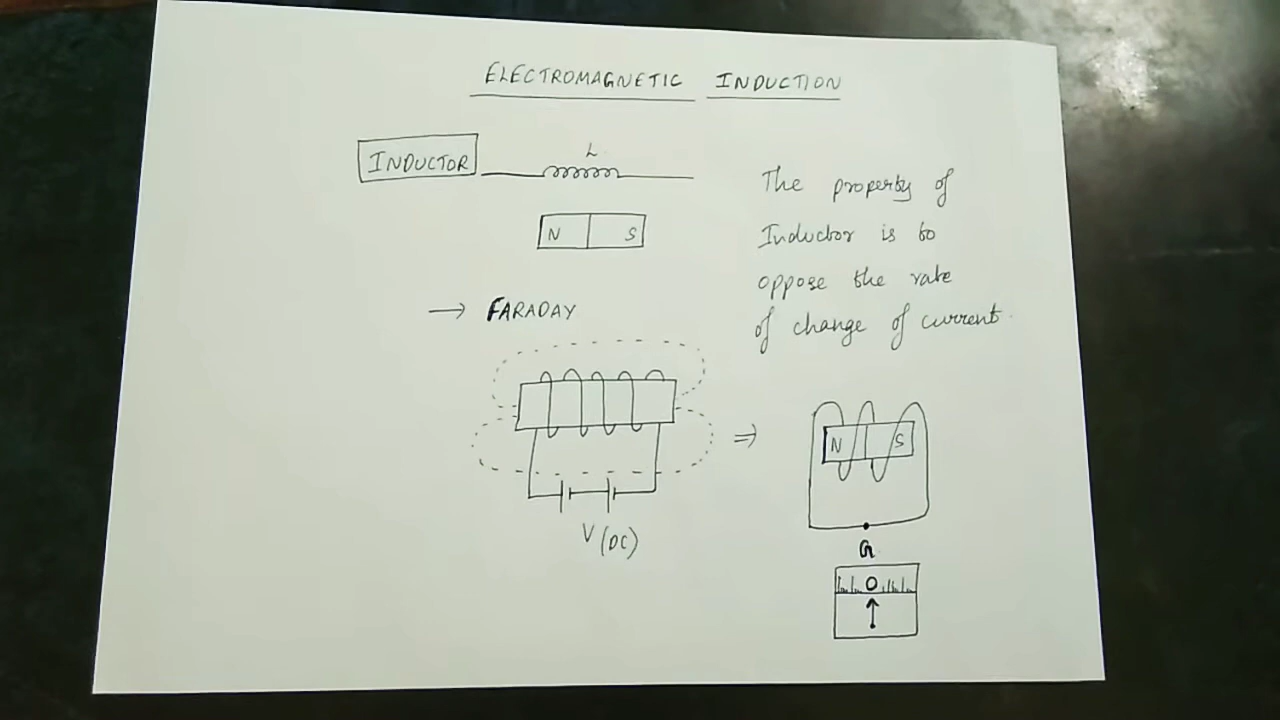 ELECTROMAGNETIC INDUCTION
INDUCTOR
L
N S
The property of
Inductor is to
oppose the rate
of change of current.
→ FARADAY
V (DC)
⇒
N S
G
0